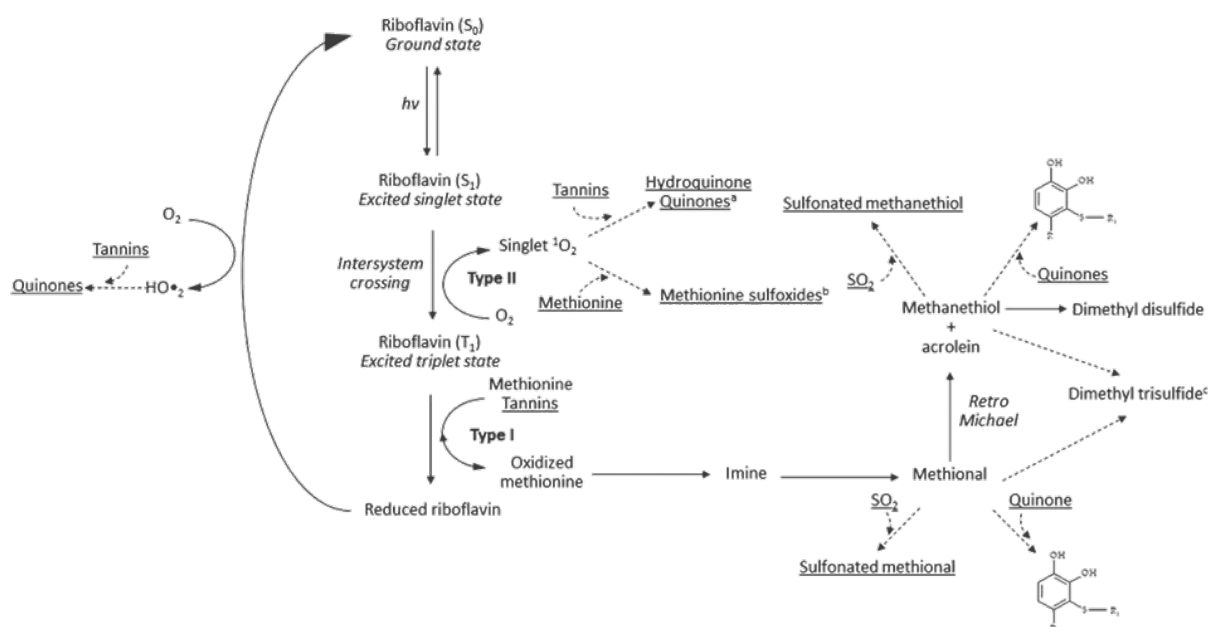 Riboflavin (S₀)
Ground state
hv
Riboflavin (S₁)
Excited singlet state
O₂
Tannins
Quinones
HO•₂
Intersystem
crossing
Type II
O₂
Singlet ¹O₂
Tannins
Hydroquinone
Quinonesᵃ
Methionine
Methionine sulfoxidesᵇ
Riboflavin (T₁)
Excited triplet state
Methionine
Tannins
Type I
Oxidized
methionine
Reduced riboflavin
Imine
Methional
Retro
Michael
Methanethiol
+
acrolein
SO₂
Sulfonated methanethiol
Quinones
OH
OH
S
R₁
R
Dimethyl disulfide
Dimethyl trisulfideᶜ
SO₂
Sulfonated methional
Quinone
OH
OH
S
R₁